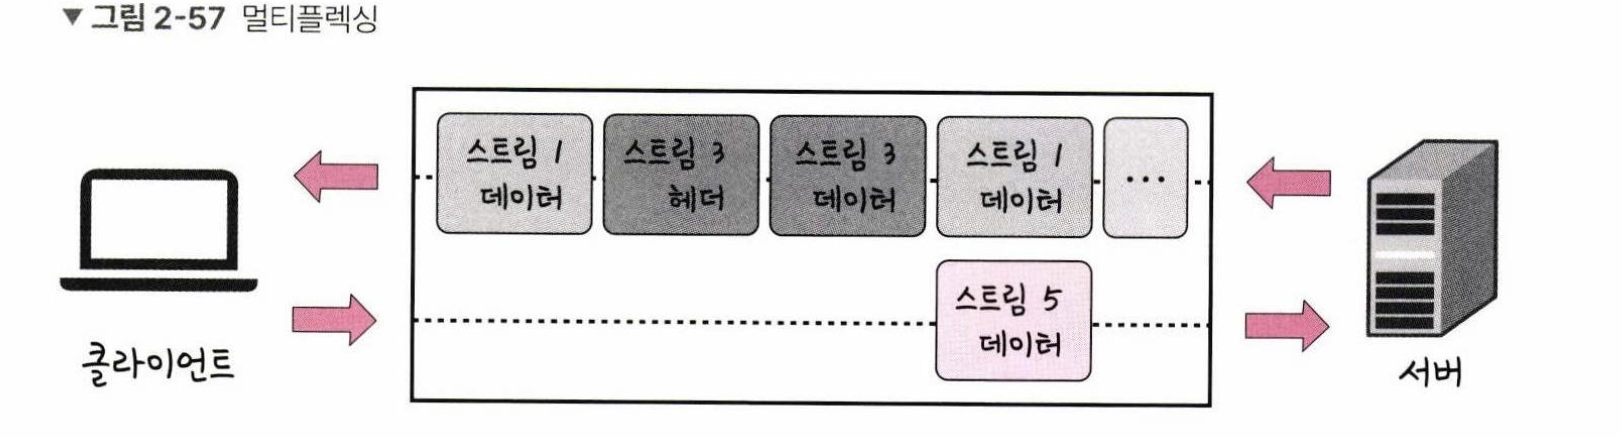 ▼ 그림 2-57 멀티플렉싱
스트림 1
데이터
스트림 3
헤더
스트림 3
데이터
스트림 1
데이터
...
스트림 5
데이터
클라이언트
서버